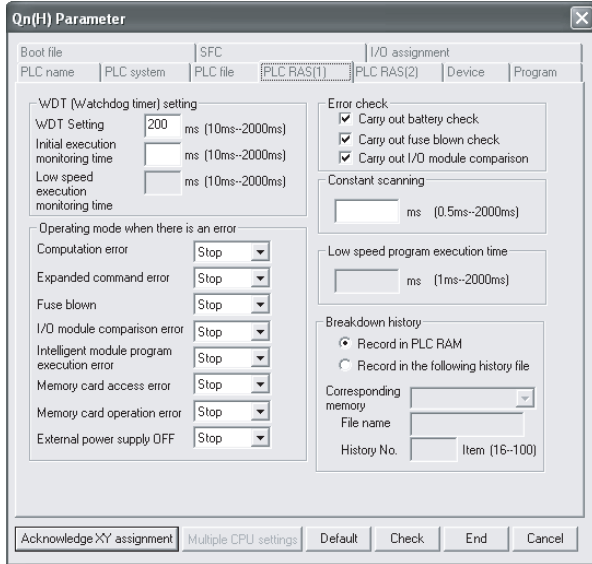 Qn(H) Parameter
Boot file
SFC
I/O assignment
PLC name
PLC system
PLC file
PLC RAS(1)
PLC RAS(2)
Device
Program
WDT (Watchdog timer) setting
WDT Setting 200 ms (10ms--2000ms)
Initial execution
monitoring time ms (10ms--2000ms)
Low speed
execution
monitoring time
ms (10ms--2000ms)
Operating mode when there is an error
Computation error Stop
Expanded command error Stop
Fuse blown Stop
I/O module comparison error Stop
Intelligent module program
execution error Stop
Memory card access error Stop
Memory card operation error Stop
External power supply OFF Stop
Error check
Carry out battery check
Carry out fuse blown check
Carry out I/O module comparison
Constant scanning
ms (0.5ms--2000ms)
Low speed program execution time
ms (1ms--2000ms)
Breakdown history
Record in PLC RAM
Record in the following history file
Corresponding
memory
File name
History No. Item (16--100)
Acknowledge XY assignment
Multiple CPU settings
Default
Check
End
Cancel